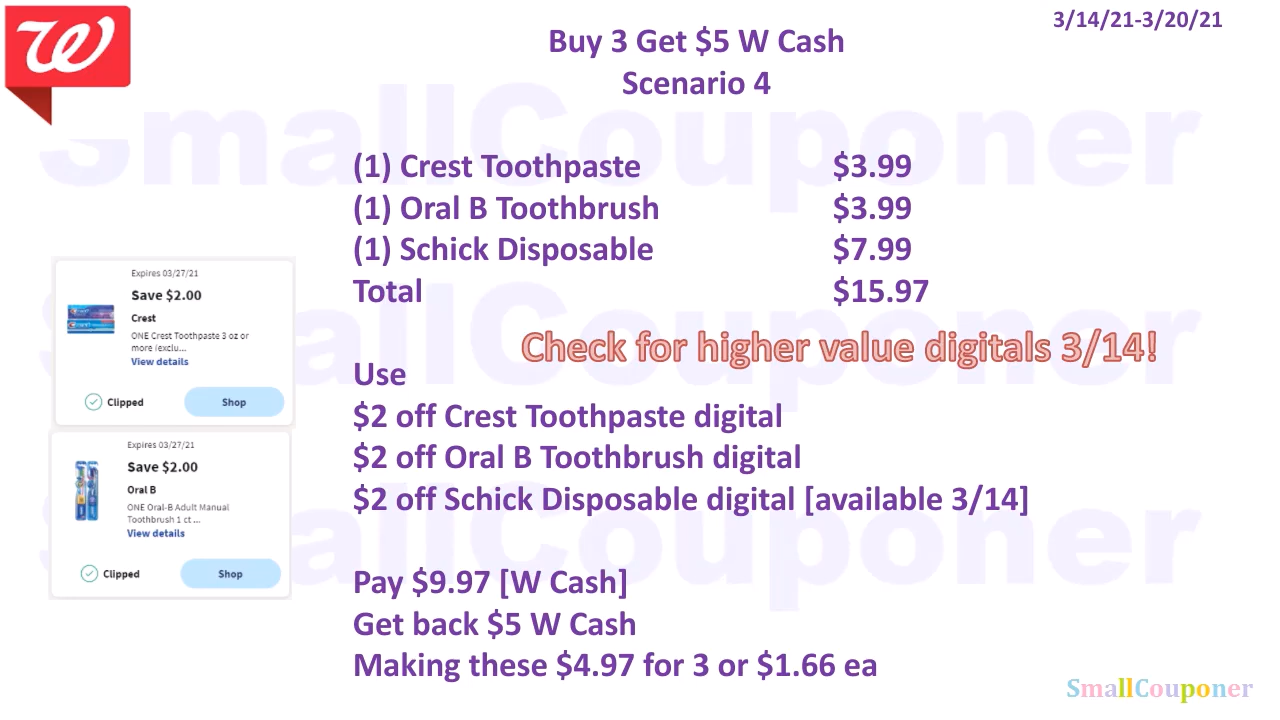 3/14/21-3/20/21
Buy 3 Get $5 W Cash
Scenario 4
SmallCouponer
(1) Crest Toothpaste $3.99
(1) Oral B Toothbrush $3.99
(1) Schick Disposable $7.99
Total $15.97
Check for higher value digitals 3/14!
Use
$2 off Crest Toothpaste digital
$2 off Oral B Toothbrush digital
$2 off Schick Disposable digital [available 3/14]
Pay $9.97 [W Cash]
Get back $5 W Cash
Making these $4.97 for 3 or $1.66 ea
Expires 03/27/21
Save $2.00
Crest
ONE Crest Toothpaste 3 oz or
more (exclu...
View details
Clipped Shop
Expires 03/27/21
Save $2.00
Oral B
ONE Oral-B Adult Manual
Toothbrush 1 ct ...
View details
Clipped Shop
SmallCouponer
SmallCouponer
SmallCouponer